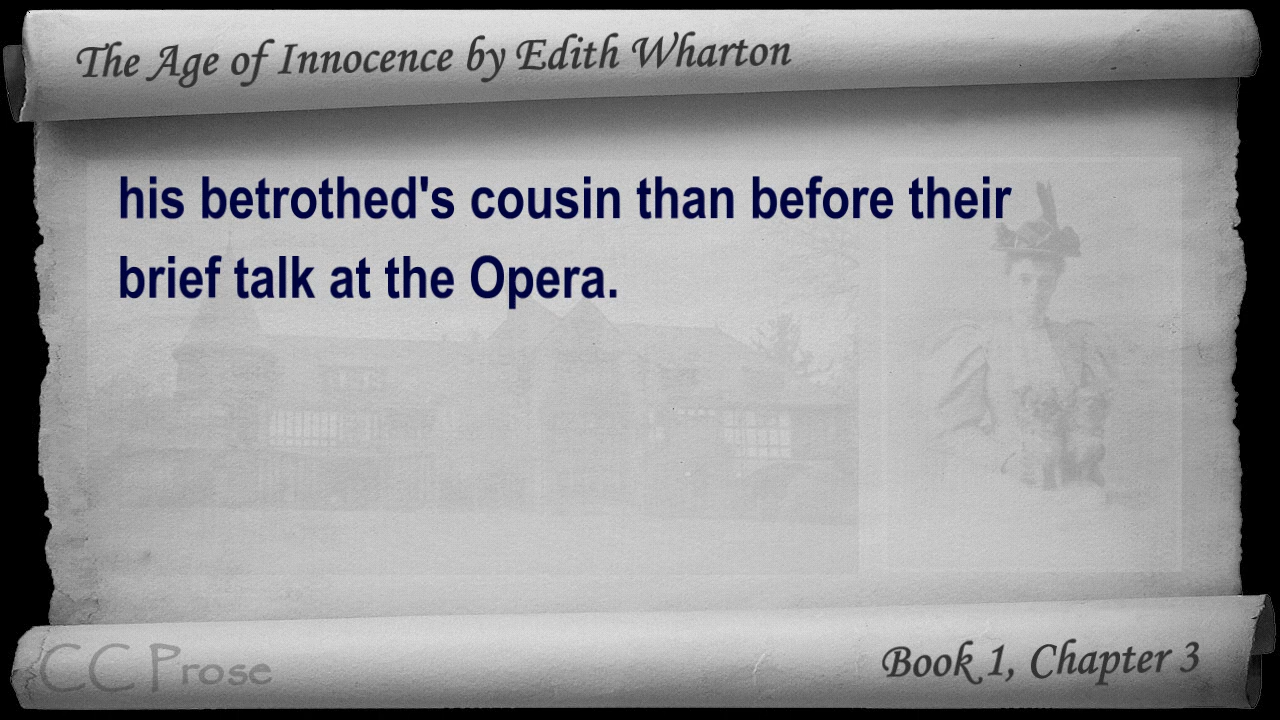 The Age of Innocence by Edith Wharton
his betrothed's cousin than before their
brief talk at the Opera.
CC Prose
Book 1, Chapter 3